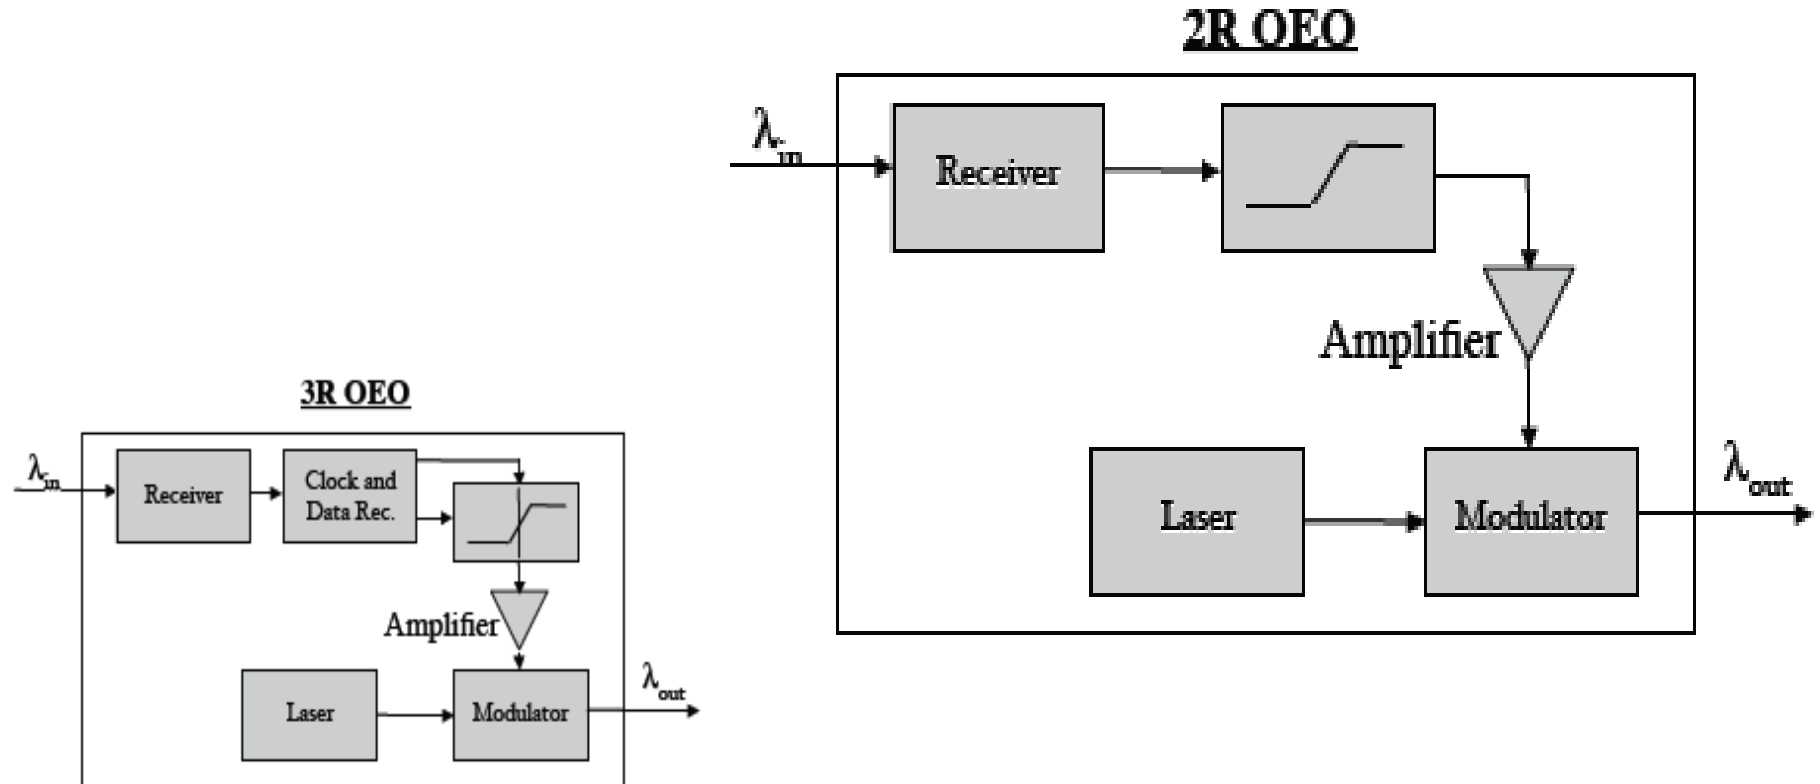 2R OEO
λin
Receiver
Amplifier
Laser
Modulator
λout
3R OEO
λin
Receiver
Clock and
Data Rec.
Amplifier
Laser
Modulator
λout